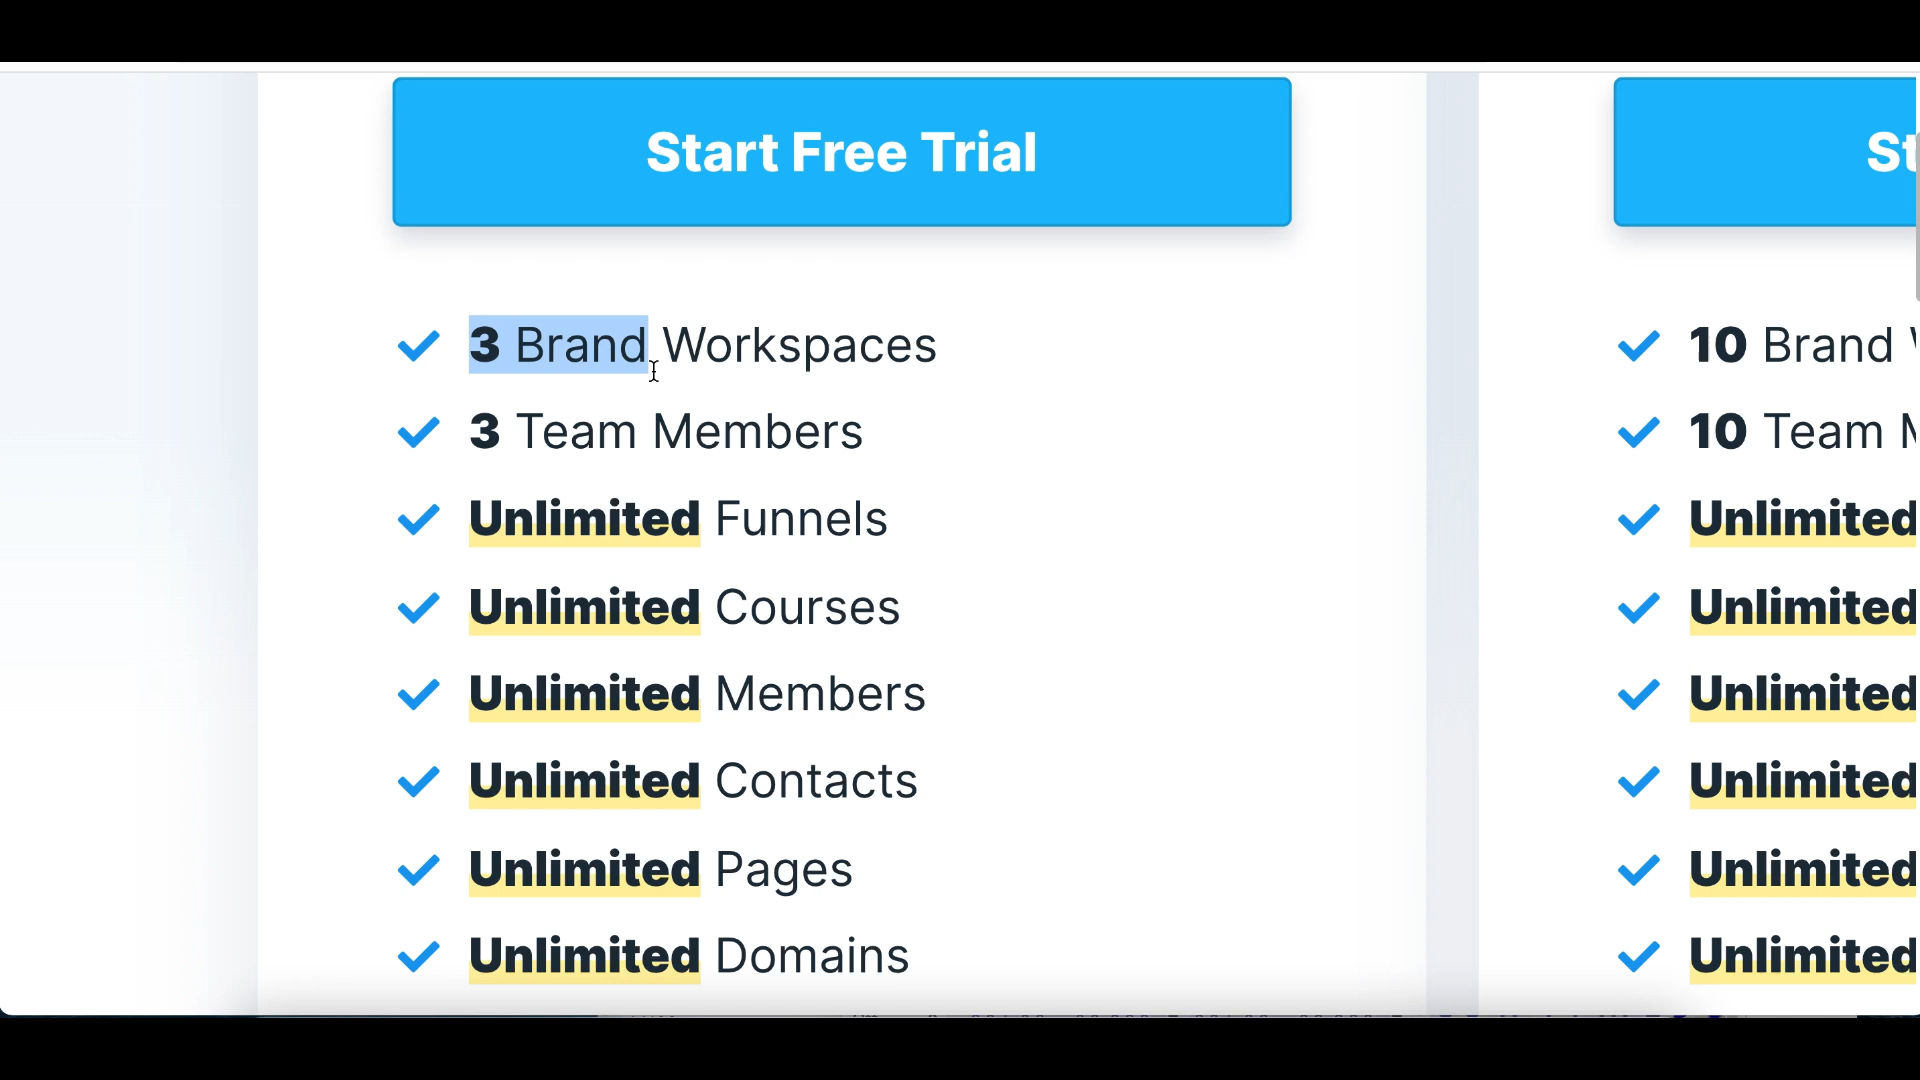 Start Free Trial
3 Brand Workspaces
3 Team Members
Unlimited Funnels
Unlimited Courses
Unlimited Members
Unlimited Contacts
Unlimited Pages
Unlimited Domains
St
10 Brand
10 Team M
Unlimited
Unlimited
Unlimited
Unlimited
Unlimited
Unlimited